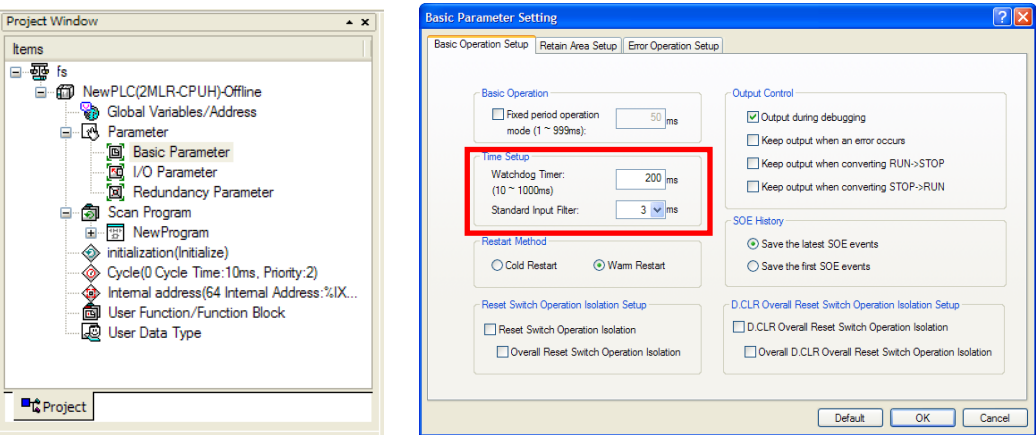 Project Window
Items
fs
NewPLC(2MLR-CPUH)-Offline
Global Variables/Address
Parameter
Basic Parameter
I/O Parameter
Redundancy Parameter
Scan Program
NewProgram
initialization(Initialize)
Cycle(0 Cycle Time:10ms, Priority:2)
Internal address(64 Internal Address:%IX...
User Function/Function Block
User Data Type
Project
Basic Parameter Setting
Basic Operation Setup Retain Area Setup Error Operation Setup
Basic Operation
Fixed period operation
mode (1 ~ 999ms):
50 ms
Time Setup
Watchdog Timer:
(10 ~ 1000ms)
200 ms
Standard Input Filter: 3 ms
Restart Method
Cold Restart Warm Restart
Reset Switch Operation Isolation Setup
Reset Switch Operation Isolation
Overall Reset Switch Operation Isolation
Output Control
Output during debugging
Keep output when an error occurs
Keep output when converting RUN->STOP
Keep output when converting STOP->RUN
SOE History
Save the latest SOE events
Save the first SOE events
D.CLR Overall Reset Switch Operation Isolation Setup
D.CLR Overall Reset Switch Operation Isolation
Overall D.CLR Overall Reset Switch Operation Isolation
Default OK Cancel